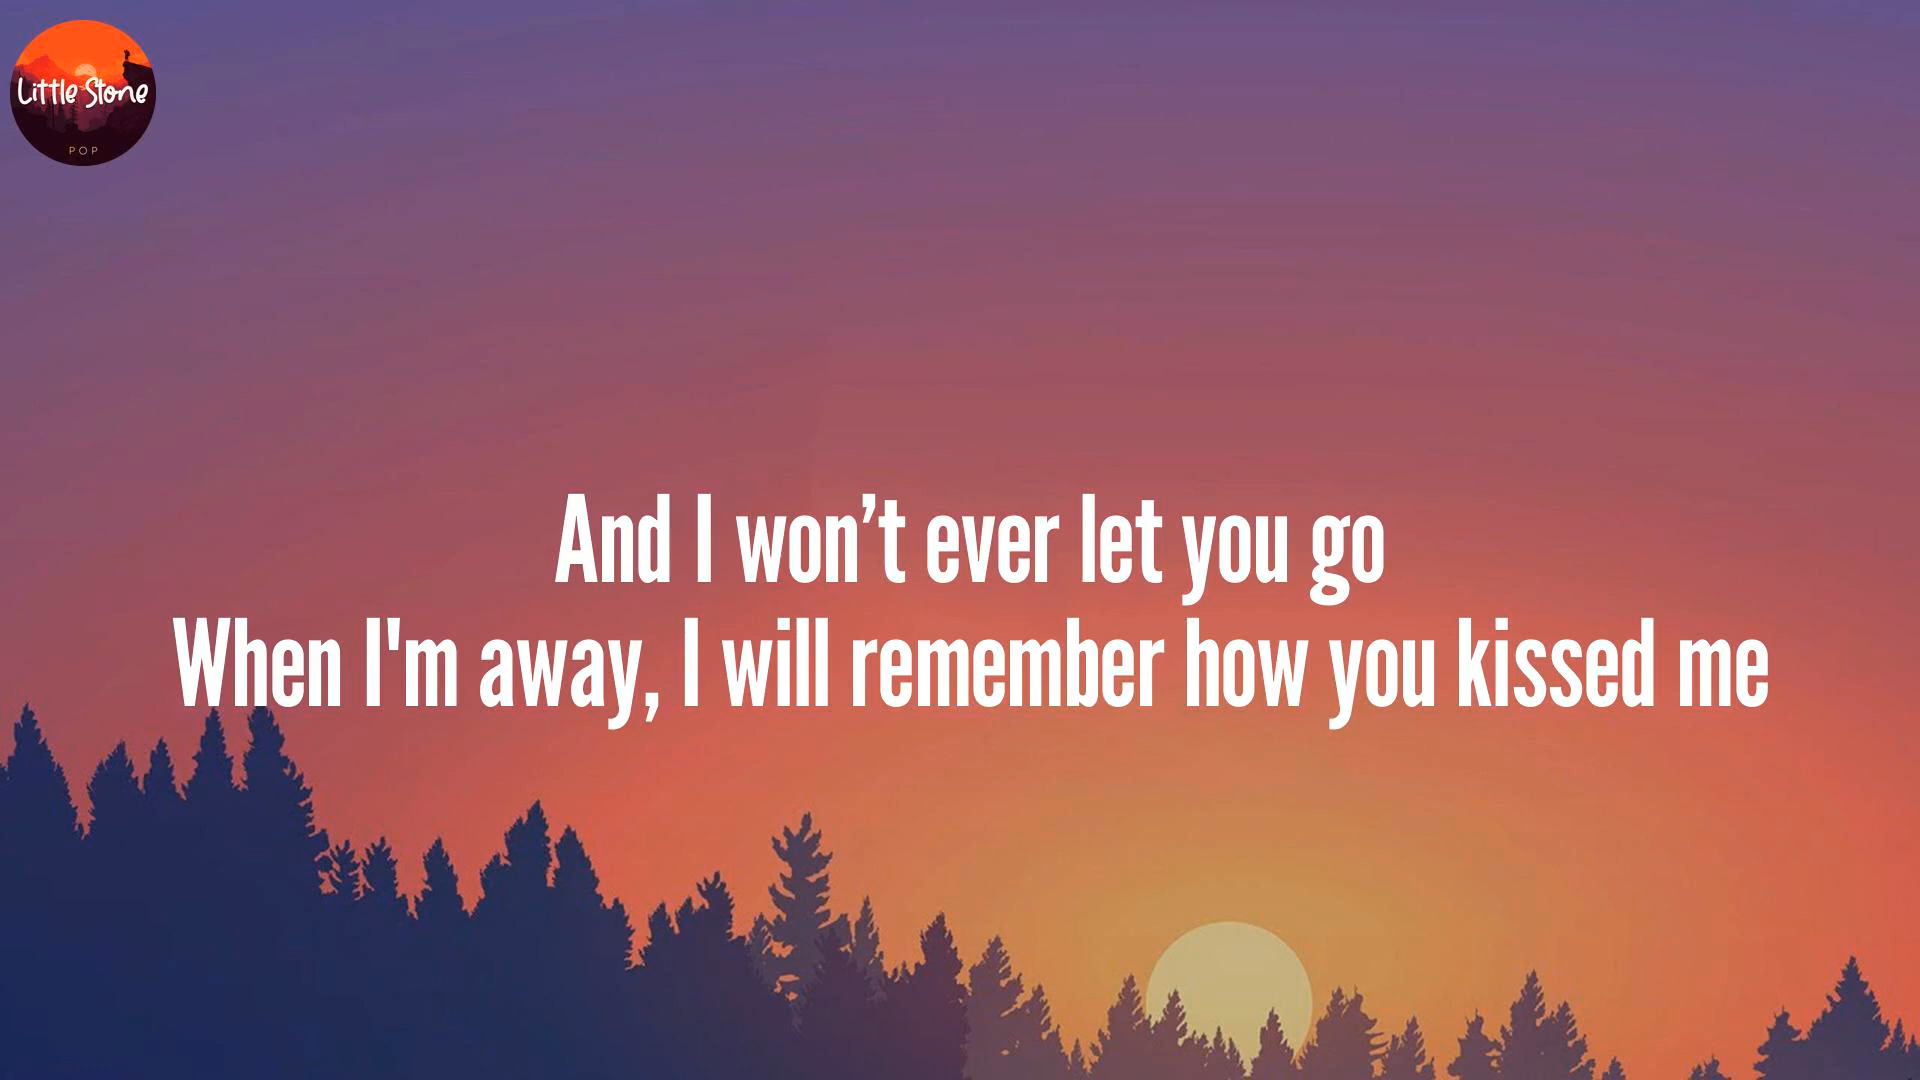 Little Stone
POP
And I won’t ever let you go
When I'm away, I will remember how you kissed me